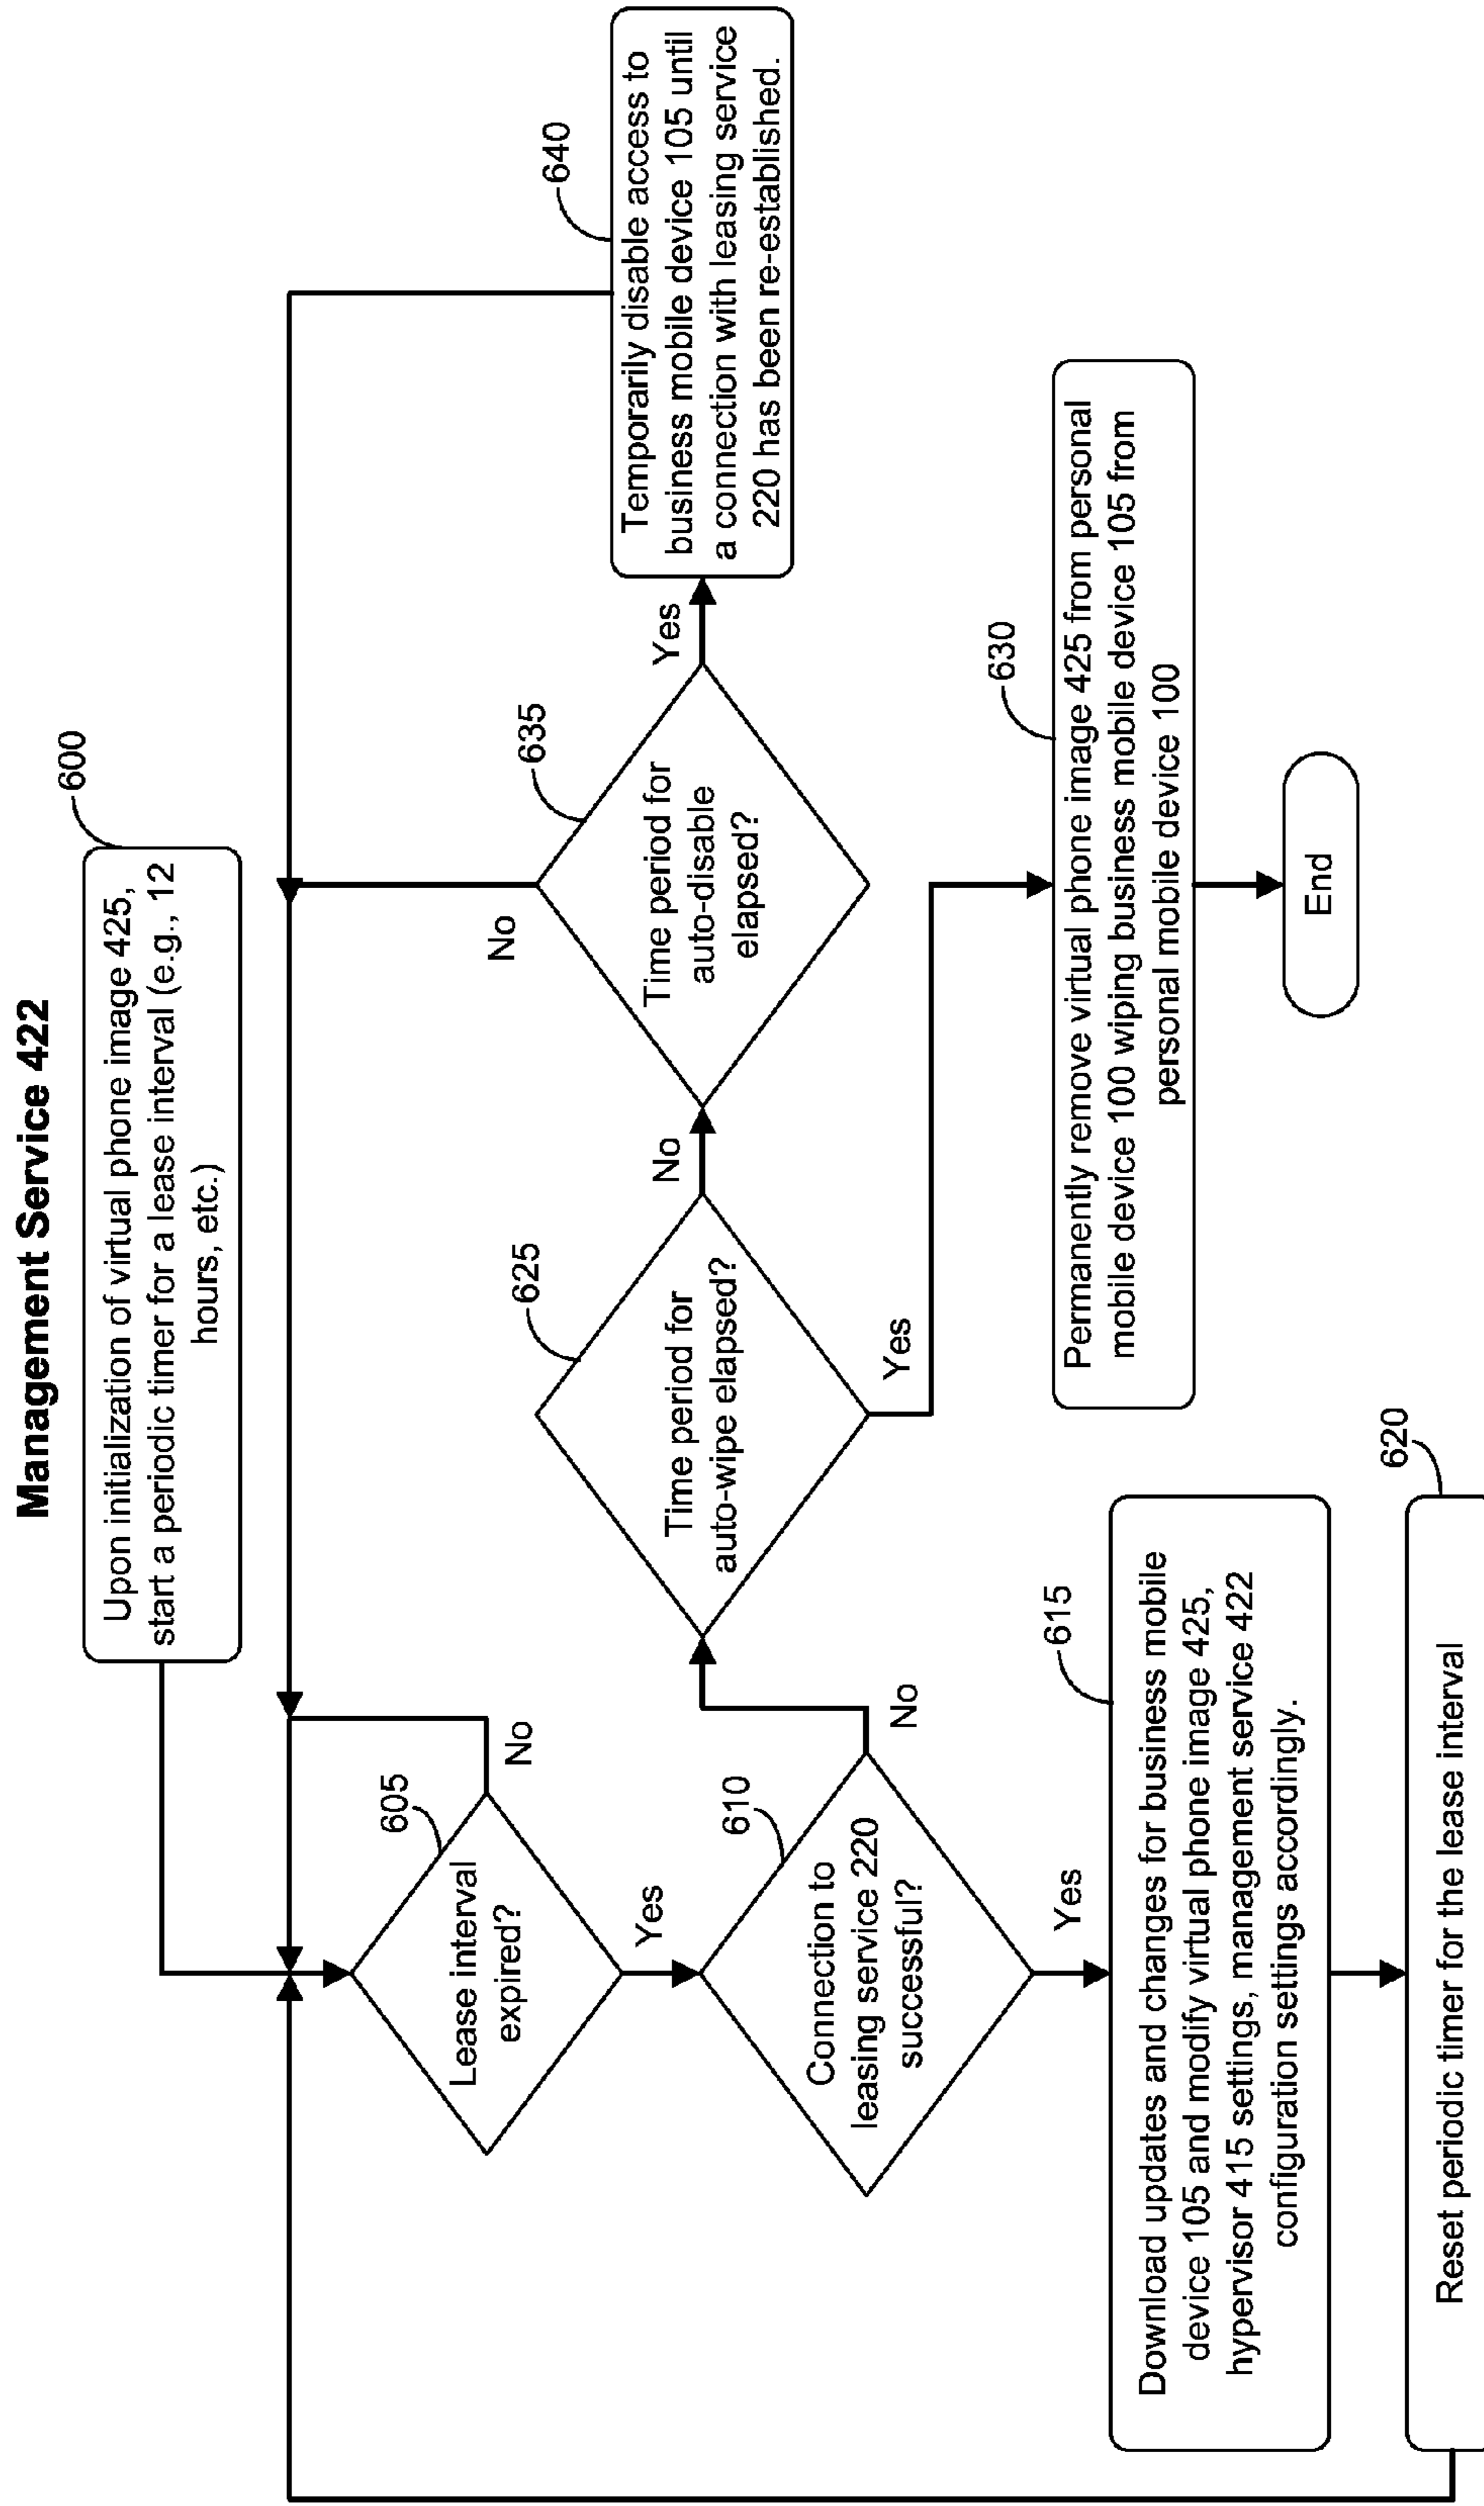 Management Service 422
600
Upon initialization of virtual phone image 425,
start a periodic timer for a lease interval (e.g., 12
hours, etc.)
605
Lease interval
expired?
No
Yes
610
Connection to
leasing service 220
successful?
No
Yes
615
Download updates and changes for business mobile
device 105 and modify virtual phone image 425,
hypervisor 415 settings, management service 422
configuration settings accordingly.
620
Reset periodic timer for the lease interval
625
Time period for
auto-wipe elapsed?
No
Yes
630
Permanently remove virtual phone image 425 from personal
mobile device 100 wiping business mobile device 105 from
personal mobile device 100
End
635
Time period for
auto-disable
elapsed?
No
Yes
640
Temporarily disable access to
business mobile device 105 until
a connection with leasing service
220 has been re-established.